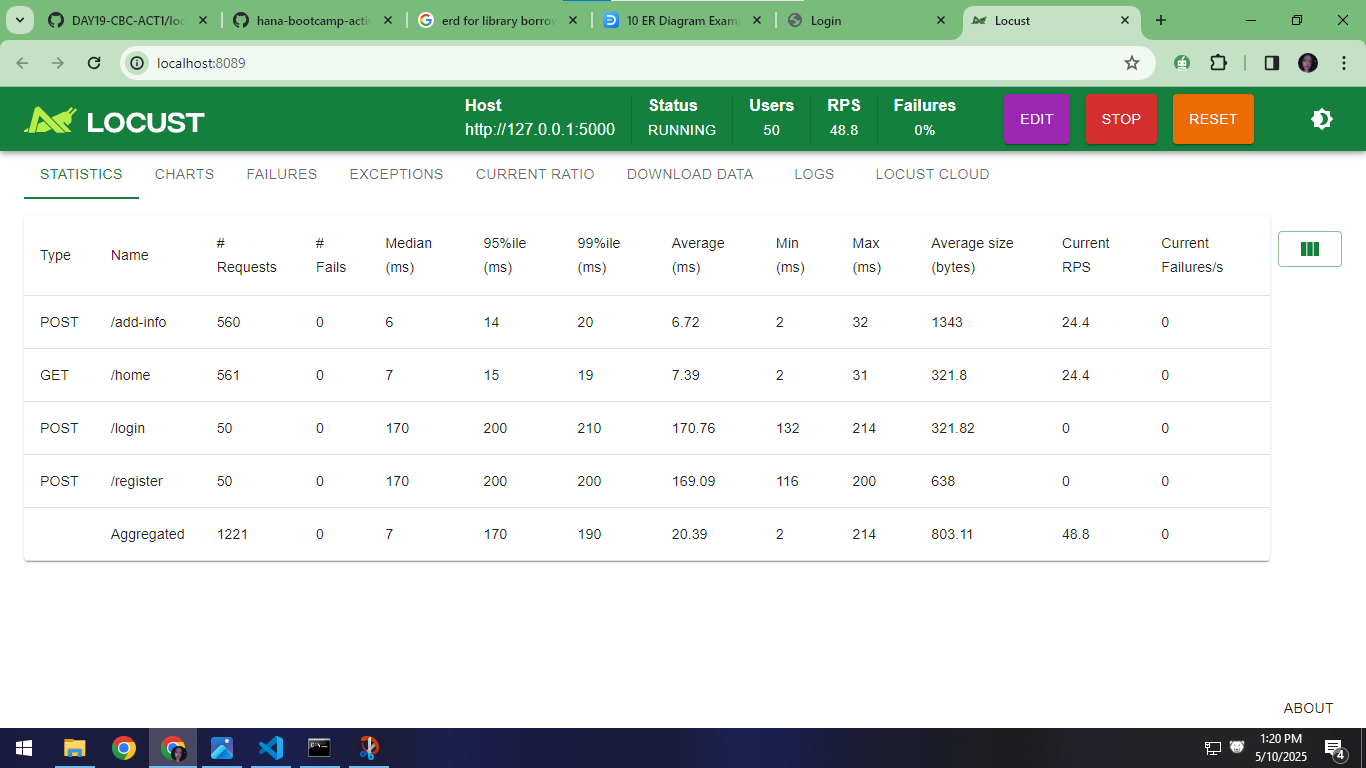 DAY19-CBC-ACT1/loc
hana-bootcamp-activ
erd for library borrow
10 ER Diagram Examp
Login
Locust
localhost:8089
LOCUST
Host
http://127.0.0.1:5000
Status
RUNNING
Users
50
RPS
48.8
Failures
0%
EDIT
STOP
RESET
STATISTICS CHARTS FAILURES EXCEPTIONS CURRENT RATIO DOWNLOAD DATA LOGS LOCUST CLOUD
Type Name # Requests # Fails Median (ms) 95%ile (ms) 99%ile (ms) Average (ms) Min (ms) Max (ms) Average size (bytes) Current RPS Current Failures/s
POST /add-info 560 0 6 14 20 6.72 2 32 1343 24.4 0
GET /home 561 0 7 15 19 7.39 2 31 321.8 24.4 0
POST /login 50 0 170 200 210 170.76 132 214 321.82 0 0
POST /register 50 0 170 200 200 169.09 116 200 638 0 0
Aggregated 1221 0 7 170 190 20.39 2 214 803.11 48.8 0
ABOUT
1:20 PM
5/10/2025
4